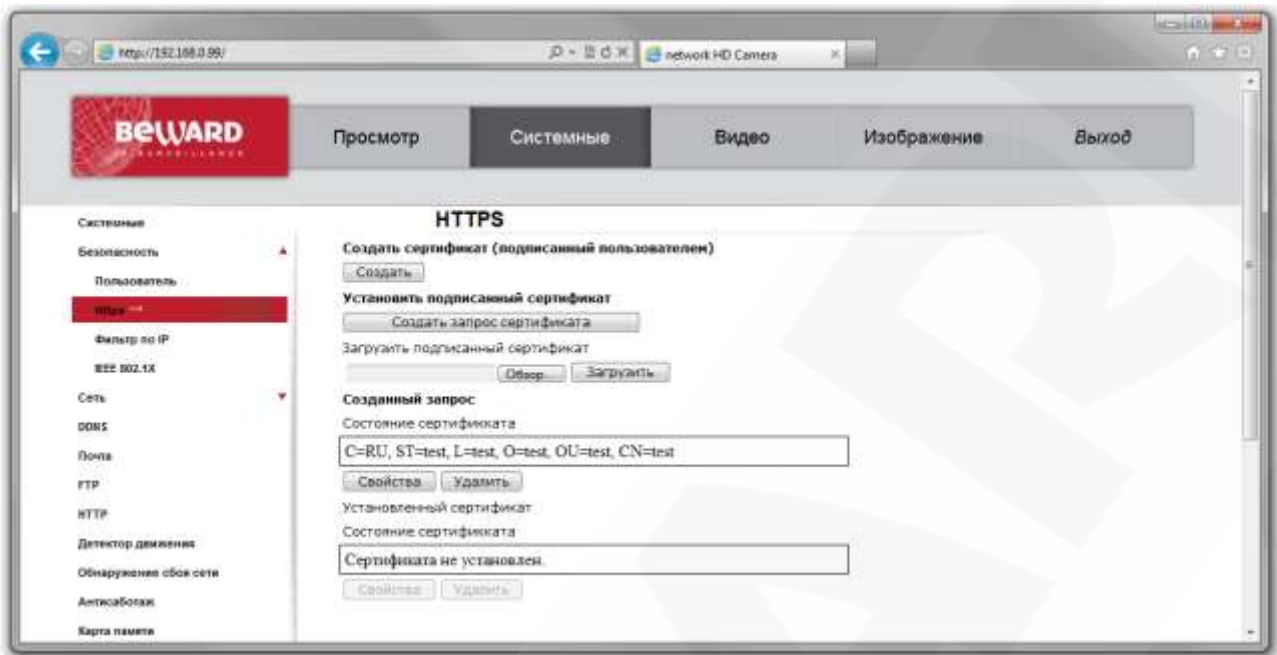 http://192.168.0.99/
network HD Camera
BEWARD
Просмотр
Системные
Видео
Изображение
Выход
Системные
Безопасность
Пользователь
Https
Фильтр по IP
IEEE 802.1X
Сеть
DDNS
Почта
FTP
HTTP
Детектор движения
Обнаружения сбоя сети
Антисаботаж
Карта памяти
HTTPS
Создать сертификат (подписанный пользователем)
Создать
Установить подписанный сертификат
Создать запрос сертификата
Загрузить подписанный сертификат
Обзор... Загрузить
Созданный запрос
Состояние сертификката
C=RU, ST=test, L=test, O=test, OU=test, CN=test
Свойства Удалить
Установленный сертификат
Состояние сертификката
Сертификата не установлен.
Свойства Удалить